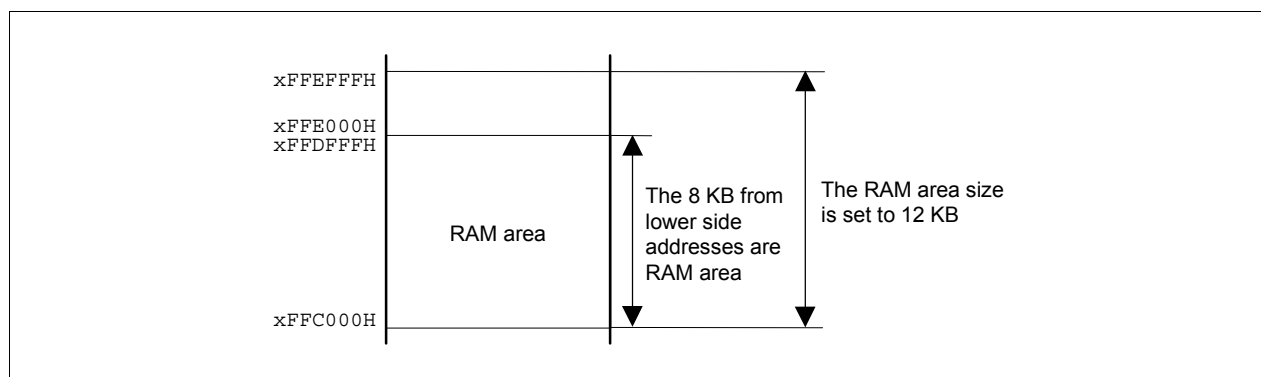 xFFEFFFH
xFFE000H
xFFDFFFH
The 8 KB from
lower side
addresses are
RAM area
The RAM area size
is set to 12 KB
RAM area
xFFC000H